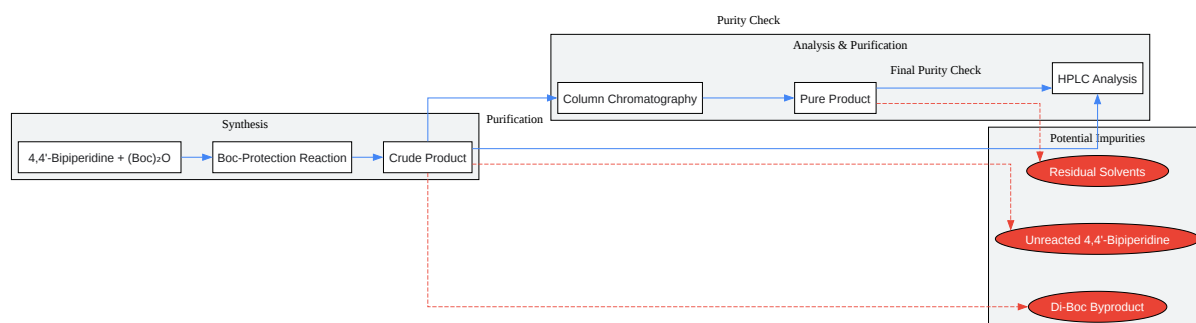 Purity Check
Analysis & Purification
Final Purity Check
HPLC Analysis
Column Chromatography
Pure Product
Purification
Synthesis
4,4'-Bipiperidine + (Boc)₂O
Boc-Protection Reaction
Crude Product
Potential Impurities
Residual Solvents
Unreacted 4,4'-Bipiperidine
Di-Boc Byproduct